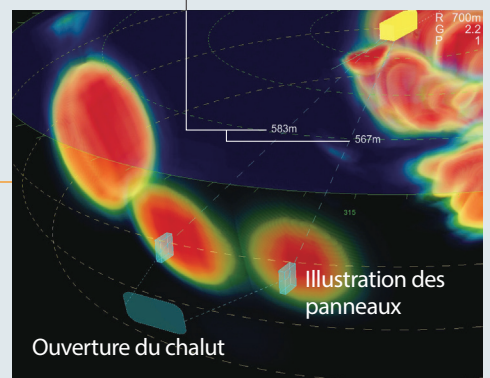 R 700m
G 2.2
P 1
583m
567m
315
Illustration des
panneaux
Ouverture du chalut